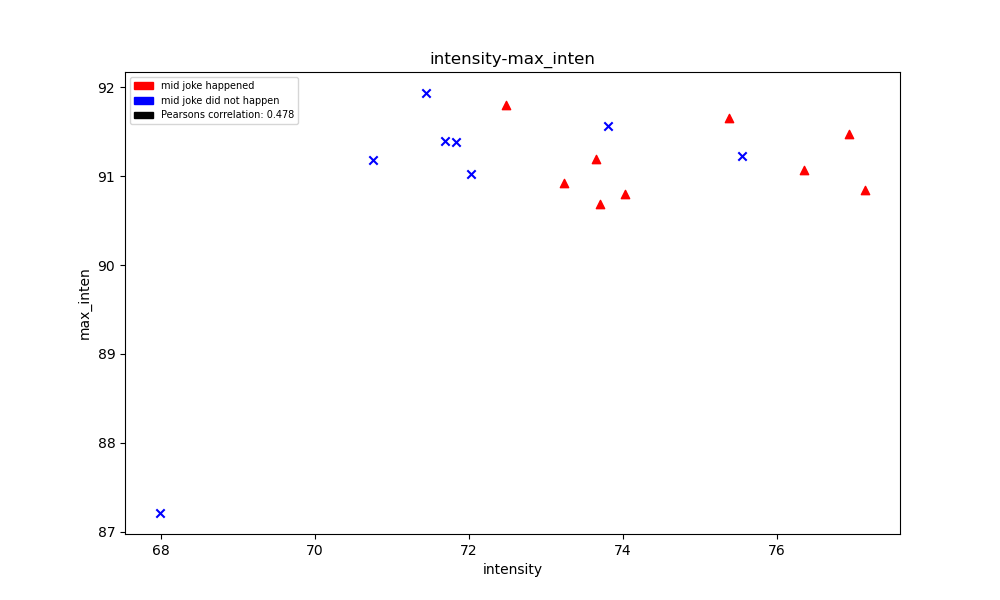 intensity-max_inten
mid joke happened
mid joke did not happen
Pearsons correlation: 0.478
92
91
90
89
88
87
max_inten
68 70 72 74 76
intensity